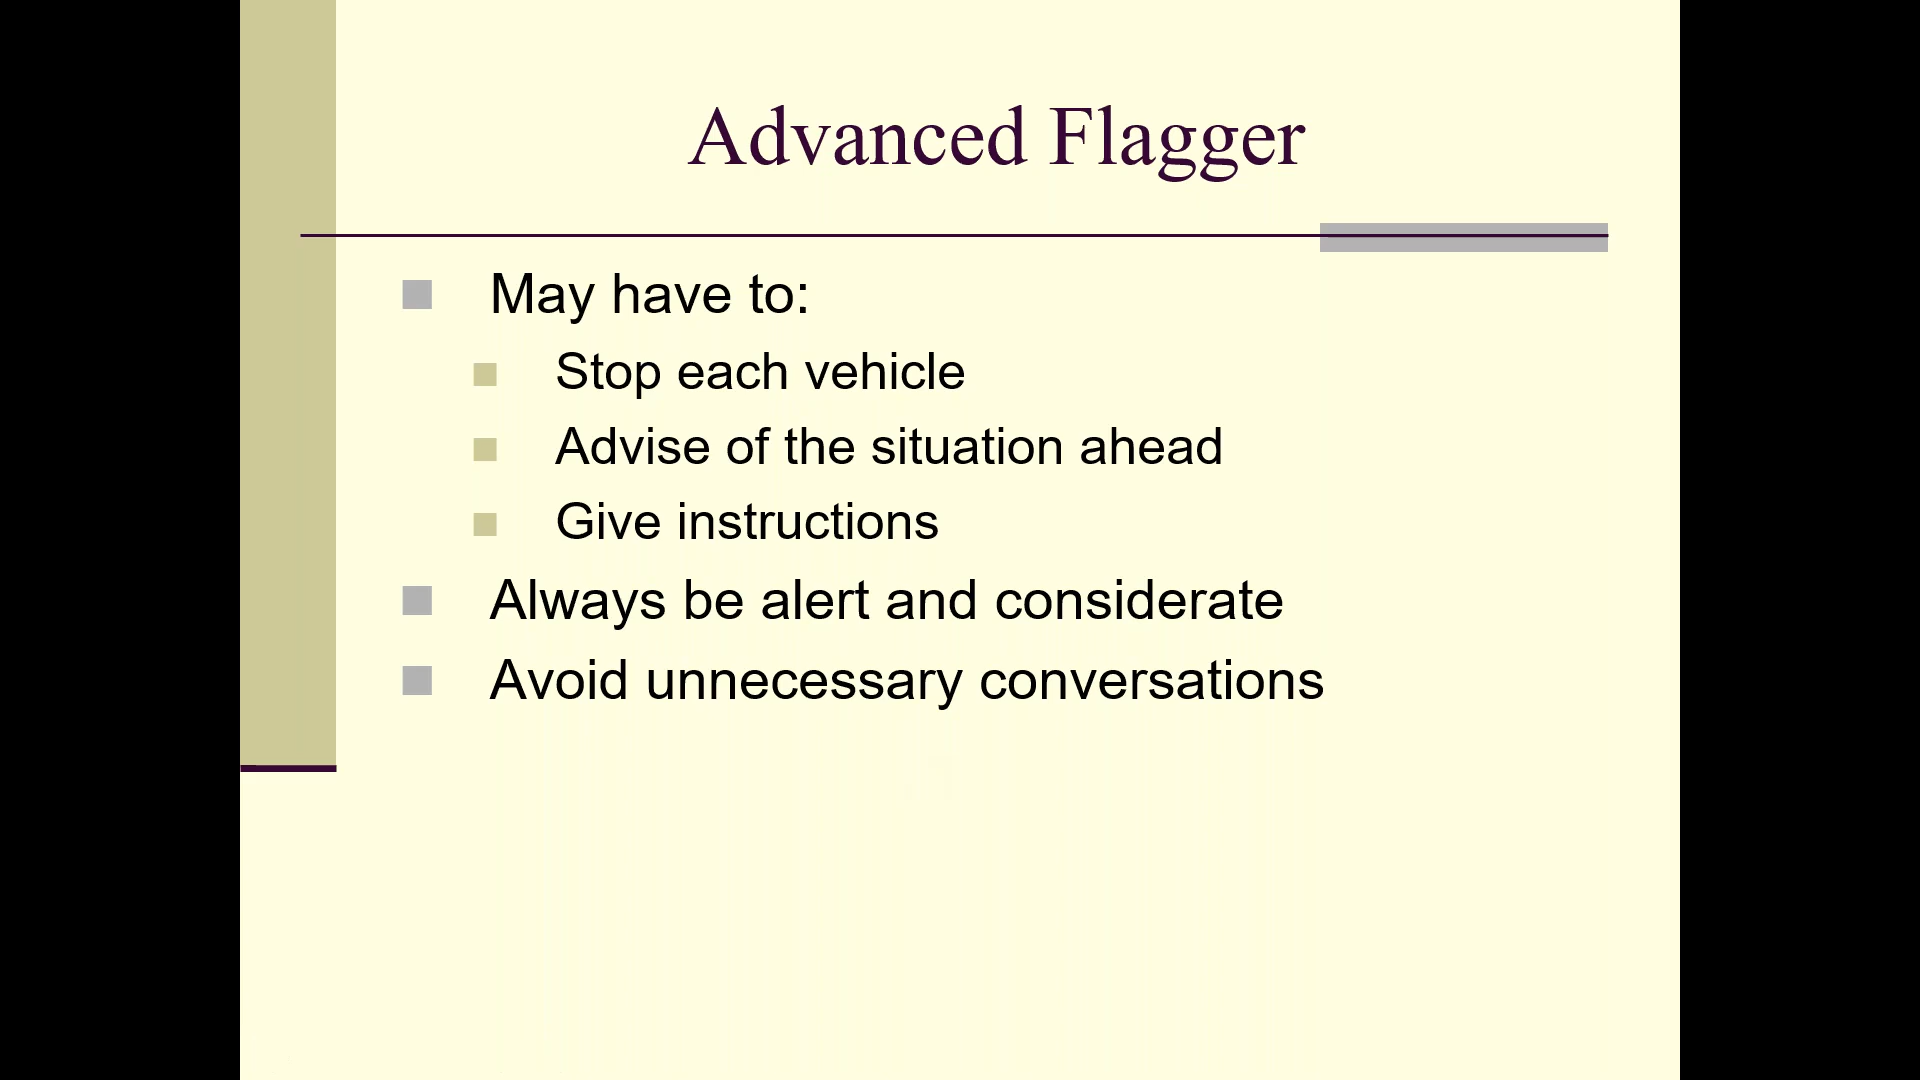 Advanced Flagger
May have to:
Stop each vehicle
Advise of the situation ahead
Give instructions
Always be alert and considerate
Avoid unnecessary conversations